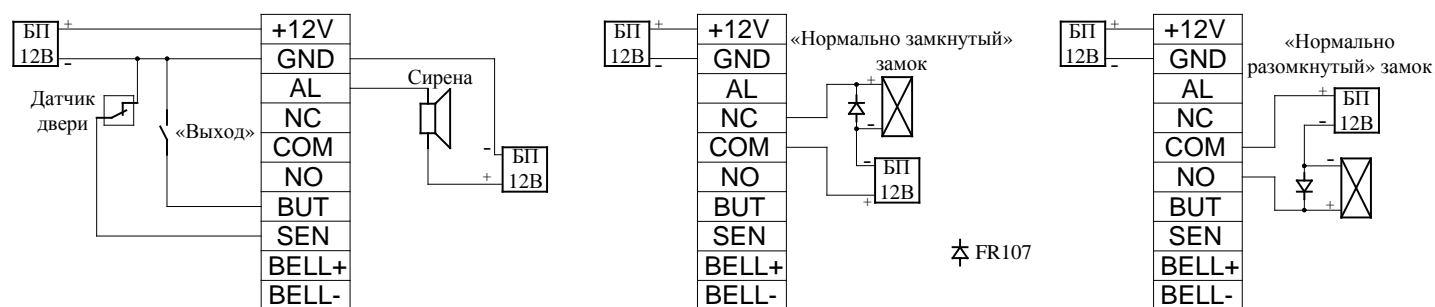 БП
12В
+
-
+12V
GND
AL
NC
COM
NO
BUT
SEN
BELL+
BELL-
Датчик
двери
«Выход»
Сирена
-
+
БП
12В
БП
12В
+
-
+12V
GND
AL
NC
COM
NO
BUT
SEN
BELL+
BELL-
«Нормально замкнутый»
замок
+
-
-
+
БП
12В
FR107
БП
12В
+
-
+12V
GND
AL
NC
COM
NO
BUT
SEN
BELL+
BELL-
«Нормально
разомкнутый» замок
+
-
БП
12В
-
+